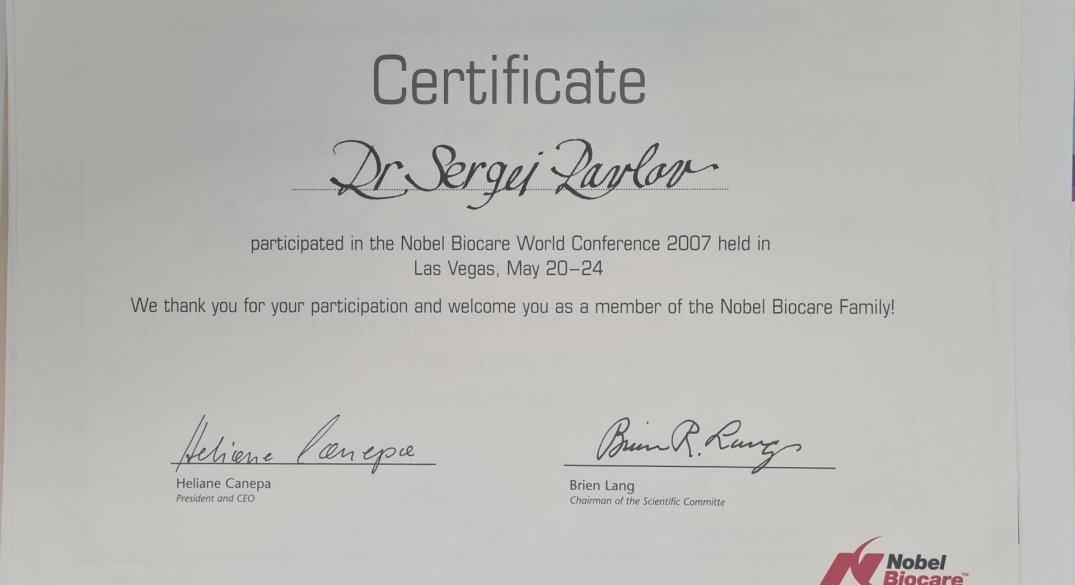 Certificate
Dr. Sergej Pavlov
participated in the Nobel Biocare World Conference 2007 held in
Las Vegas, May 20–24
We thank you for your participation and welcome you as a member of the Nobel Biocare Family!
Heliane Canepa
Brien R. Lang
Heliane Canepa
Brien Lang
President and CEO
Chairman of the Scientific Committe
Nobel
Biocare™